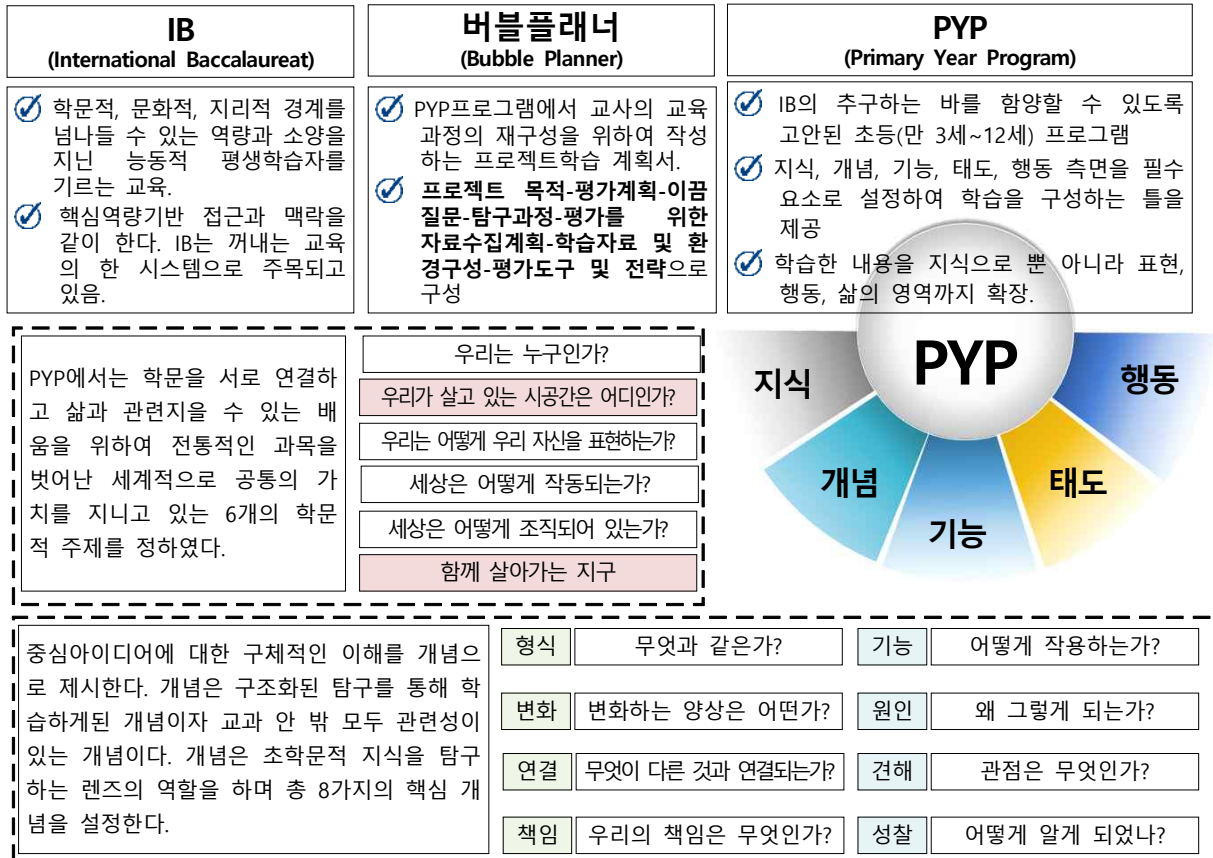 IB
(International Baccalaureat)
학문적, 문화적, 지리적 경계를
넘나들 수 있는 역량과 소양을
지닌 능동적 평생학습자를
기르는 교육.
핵심역량기반 접근과 맥락을
같이 한다. IB는 꺼내는 교육
의 한 시스템으로 주목되고
있음.
버블플래너
(Bubble Planner)
PYP프로그램에서 교사의 교육
과정의 재구성을 위하여 작성
하는 프로젝트학습 계획서.
프로젝트 목적-평가계획-이끔
질문-탐구과정-평가를 위한
자료수집계획-학습자료 및 환
경구성-평가도구 및 전략으로
구성
PYP
(Primary Year Program)
IB의 추구하는 바를 함양할 수 있도록
고안된 초등(만 3세~12세) 프로그램
지식, 개념, 기능, 태도, 행동 측면을 필수
요소로 설정하여 학습을 구성하는 틀을
제공
학습한 내용을 지식으로 뿐 아니라 표현,
행동, 삶의 영역까지 확장.
PYP에서는 학문을 서로 연결하
고 삶과 관련지을 수 있는 배
움을 위하여 전통적인 과목을
벗어난 세계적으로 공통의 가
치를 지니고 있는 6개의 학문
적 주제를 정하였다.
우리는 누구인가?
우리가 살고 있는 시공간은 어디인가?
우리는 어떻게 우리 자신을 표현하는가?
세상은 어떻게 작동되는가?
세상은 어떻게 조직되어 있는가?
함께 살아가는 지구
PYP
지식
개념
기능
태도
행동
중심아이디어에 대한 구체적인 이해를 개념으
로 제시한다. 개념은 구조화된 탐구를 통해 학
습하게된 개념이자 교과 안 밖 모두 관련성이
있는 개념이다. 개념은 초학문적 지식을 탐구
하는 렌즈의 역할을 하며 총 8가지의 핵심 개
념을 설정한다.
형식 무엇과 같은가? 기능 어떻게 작용하는가?
변화 변화하는 양상은 어떤가? 원인 왜 그렇게 되는가?
연결 무엇이 다른 것과 연결되는가? 견해 관점은 무엇인가?
책임 우리의 책임은 무엇인가? 성찰 어떻게 알게 되었나?